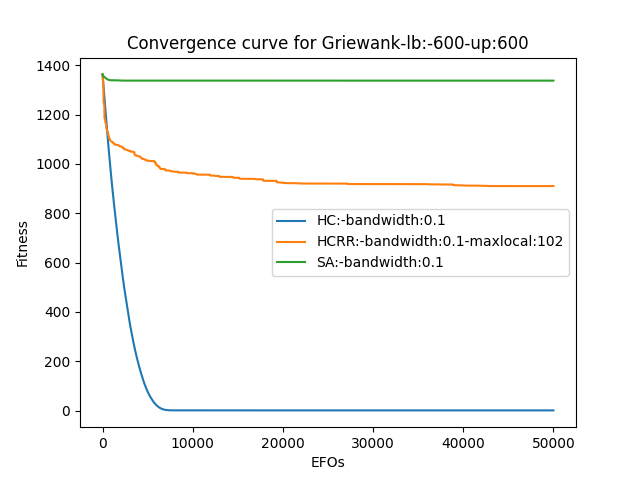 Convergence curve for Griewank-lb:-600-up:600
Fitness
1400
1200
1000
800
600
400
200
0
HC:-bandwidth:0.1
HCRR:-bandwidth:0.1-maxlocal:102
SA:-bandwidth:0.1
0 10000 20000 30000 40000 50000
EFOs